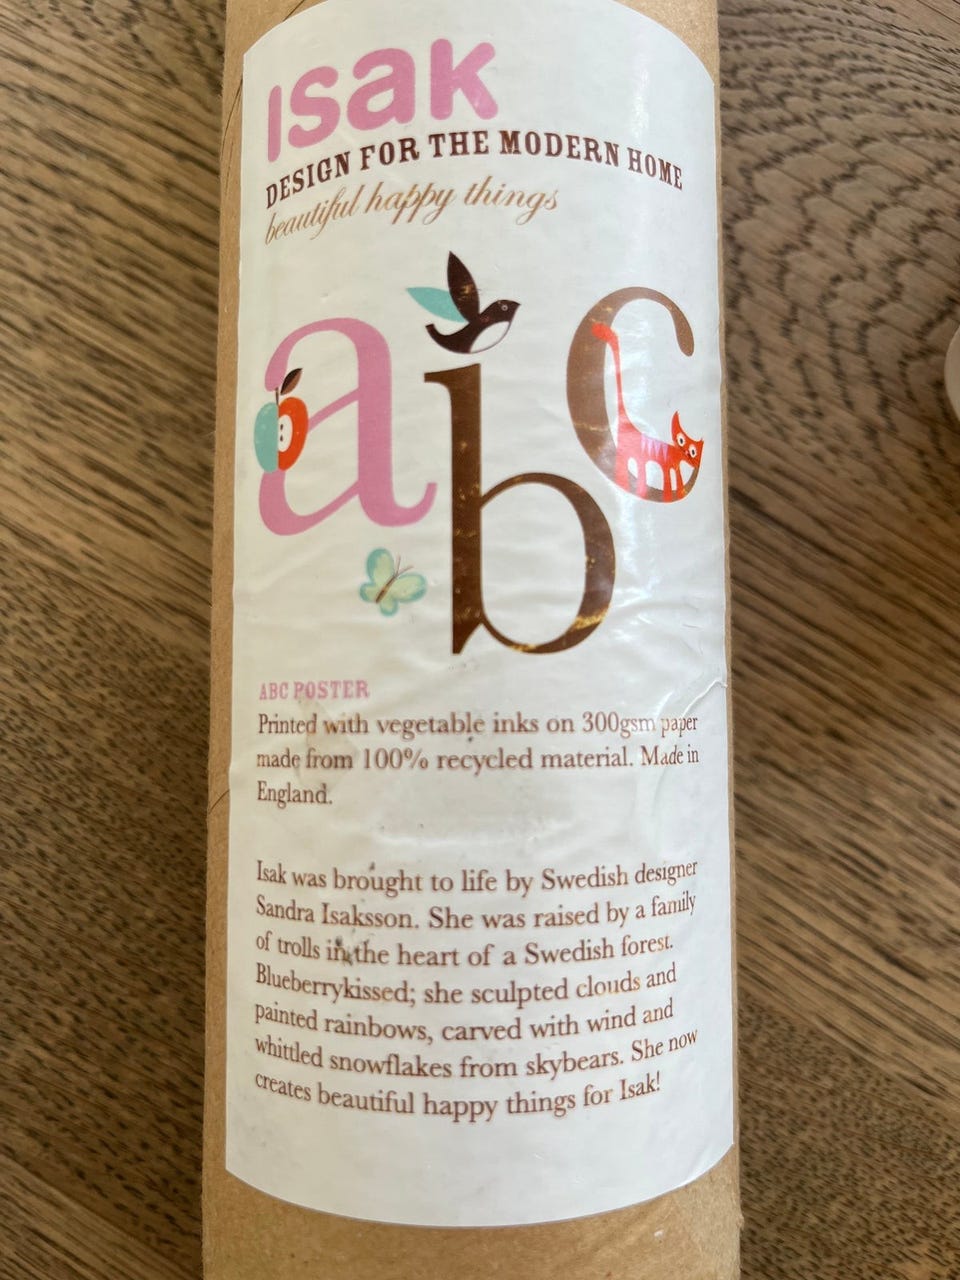 Isak
DESIGN FOR THE MODERN HOME
beautiful happy things
a b c
ABC POSTER
Printed with vegetable inks on 300gsm paper
made from 100% recycled material. Made in
England.
Isak was brought to life by Swedish designer
Sandra Isaksson. She was raised by a family
of trolls in the heart of a Swedish forest.
Blueberrykissed; she sculpted clouds and
painted rainbows, carved with wind and
whittled snowflakes from skybears. She now
creates beautiful happy things for Isak!